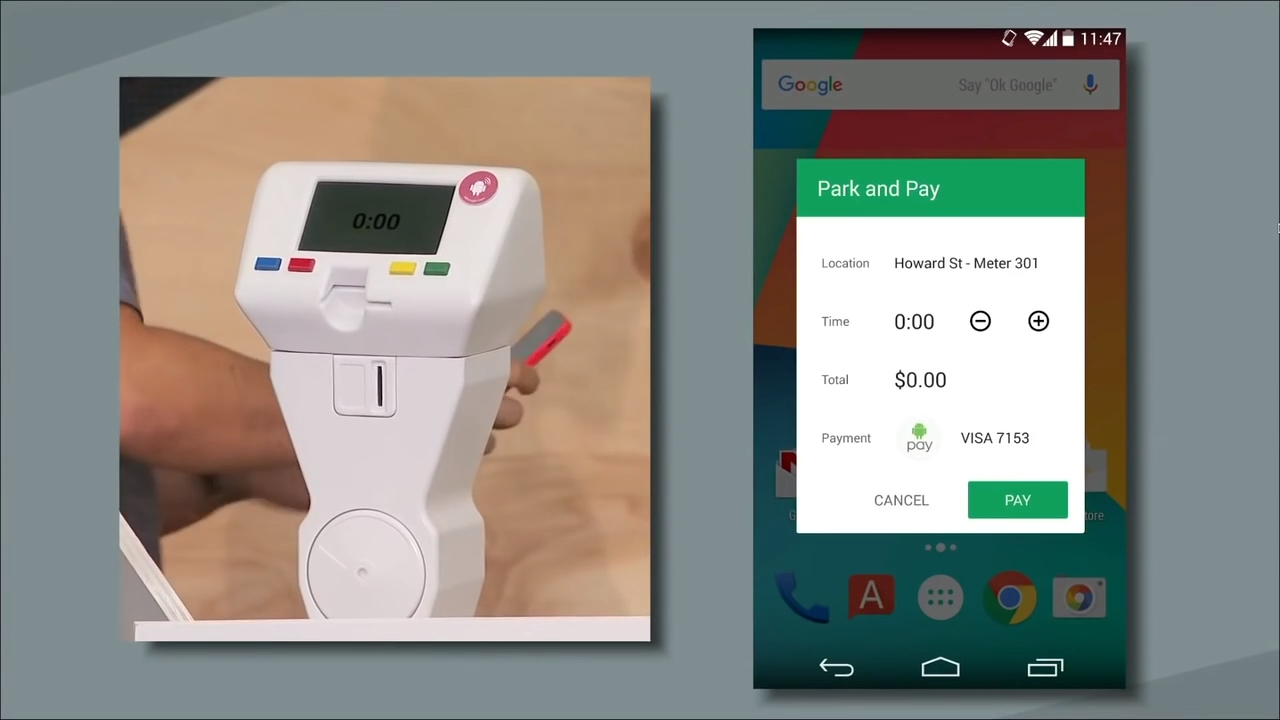 0:00
11:47
Google Say "Ok Google"
Park and Pay
Location Howard St - Meter 301
Time 0:00
Total $0.00
Payment pay VISA 7153
CANCEL PAY